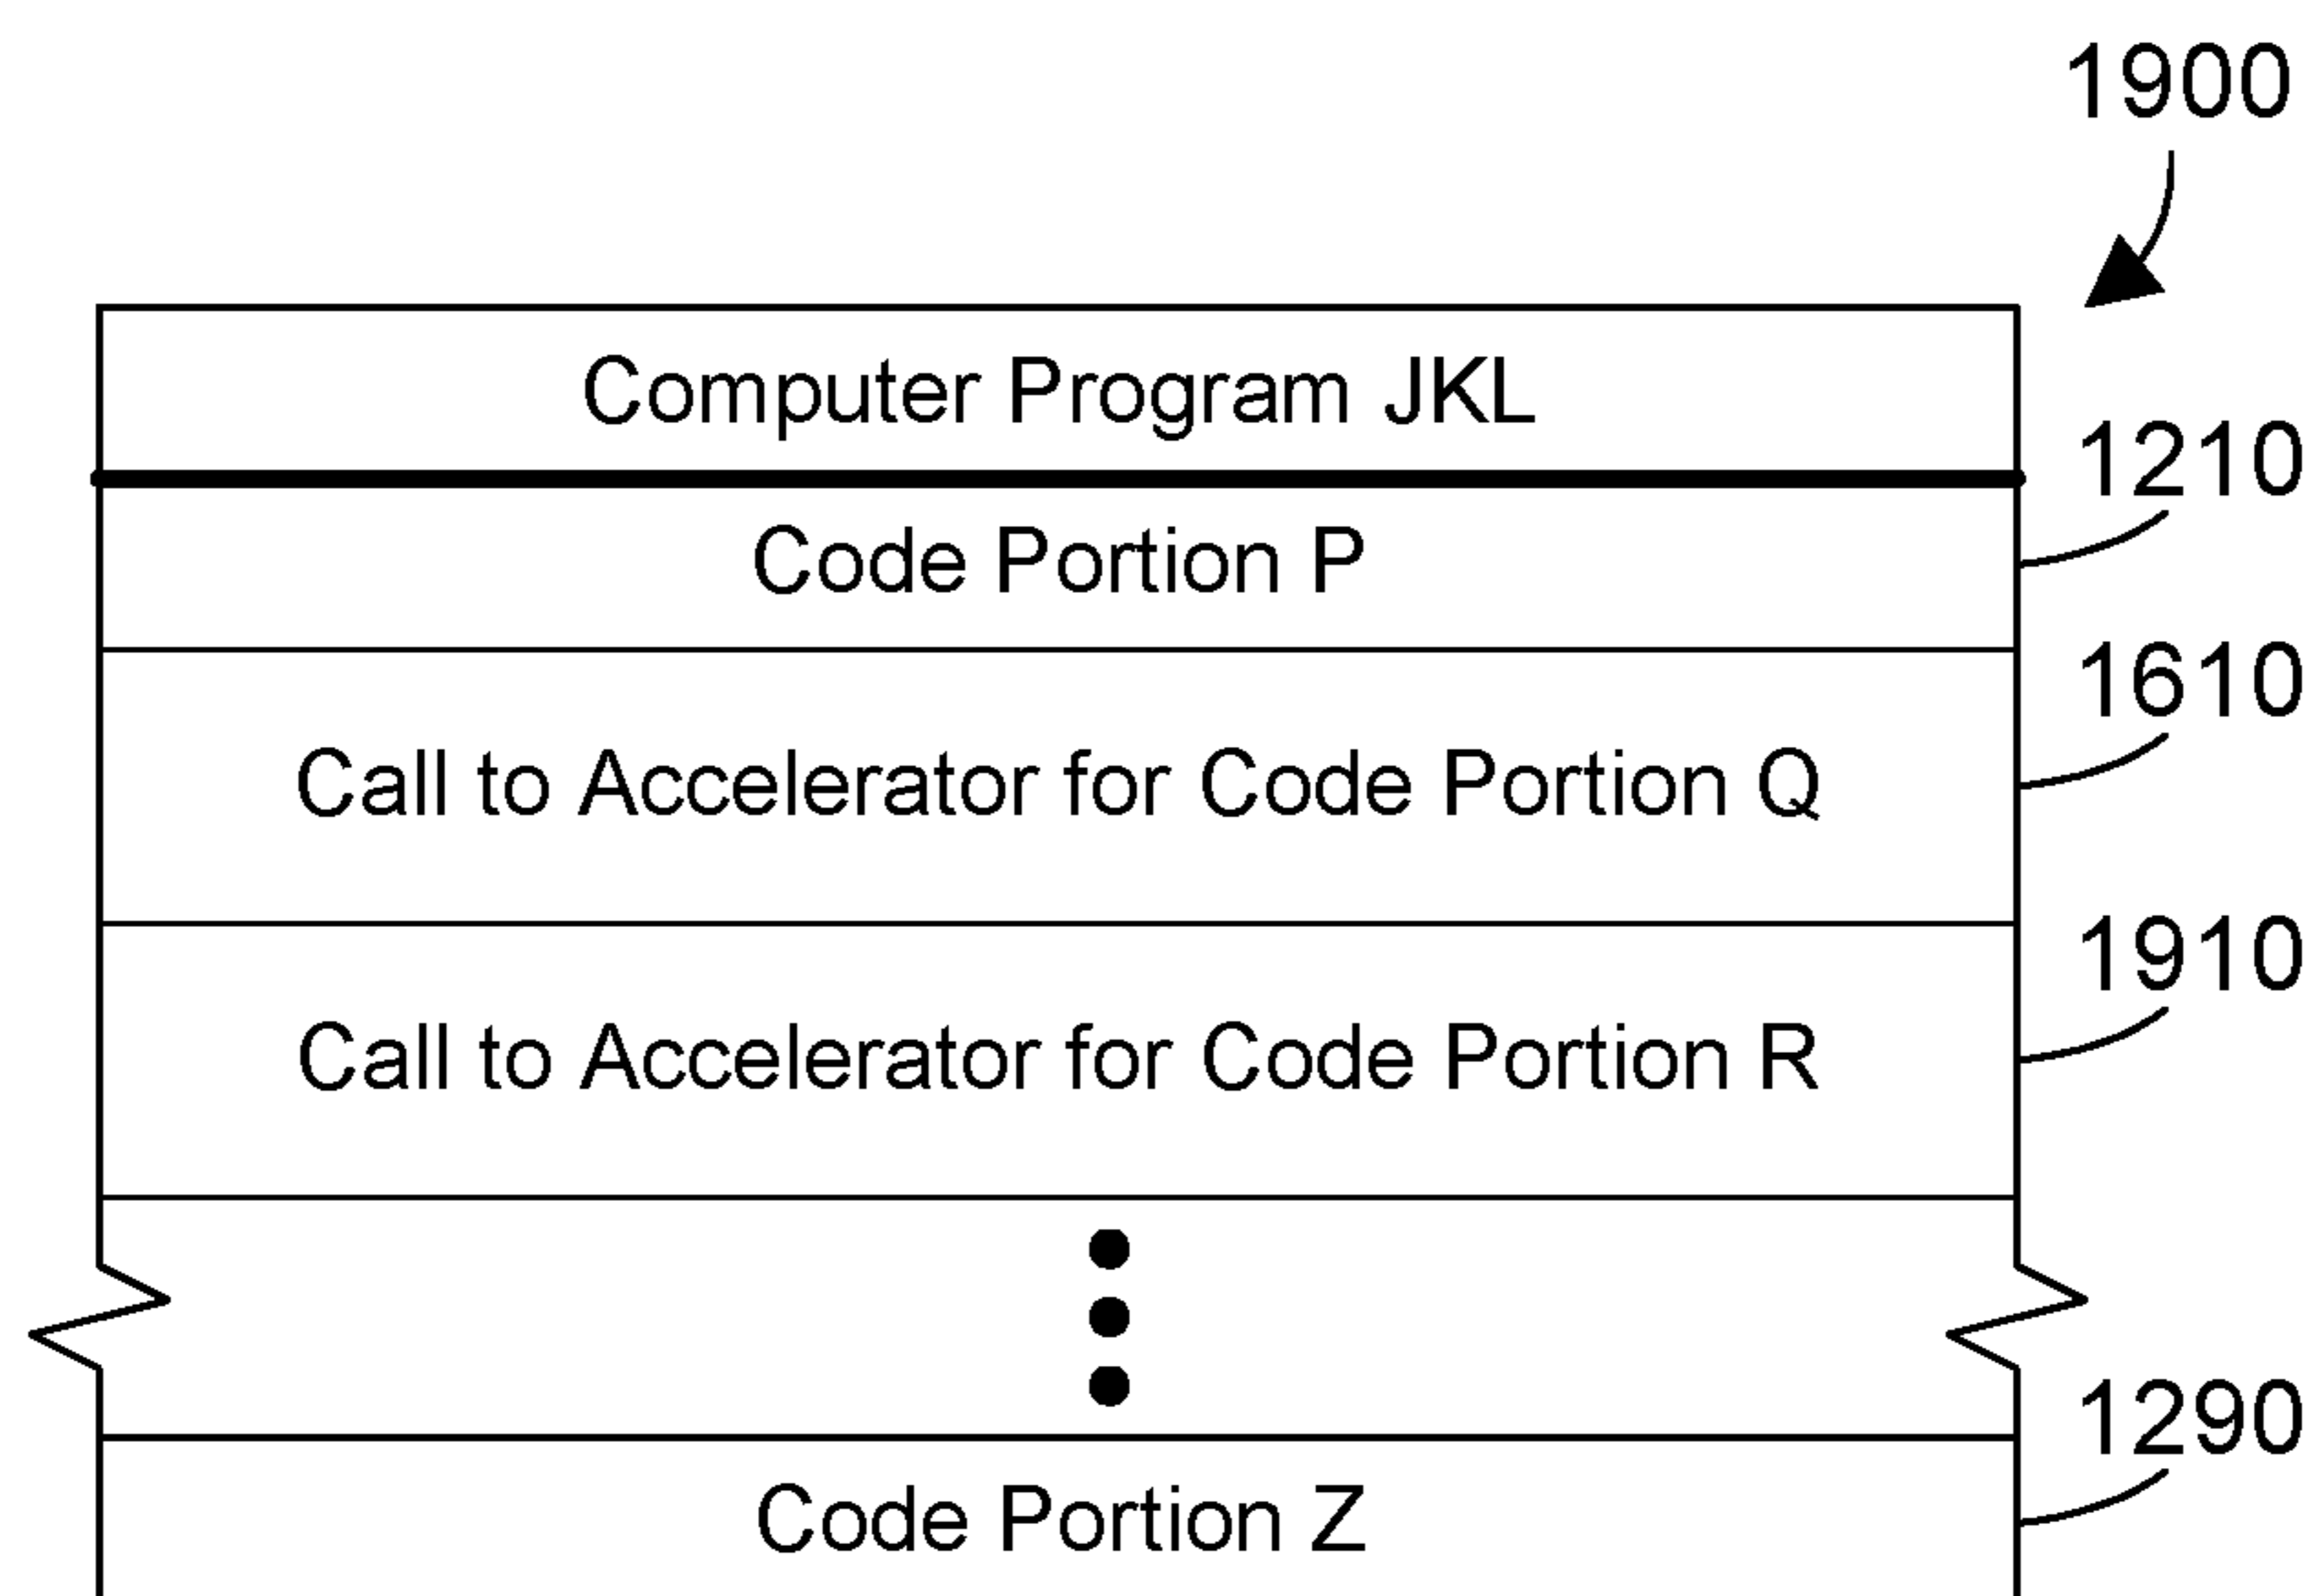 1900
Computer Program JKL
1210
Code Portion P
1610
Call to Accelerator for Code Portion Q
1910
Call to Accelerator for Code Portion R
1290
Code Portion Z